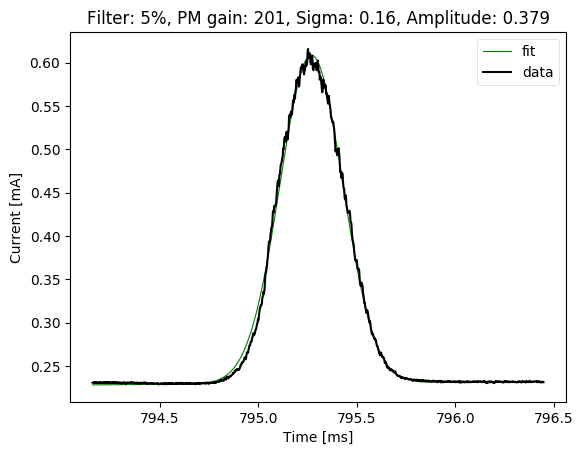 Filter: 5%, PM gain: 201, Sigma: 0.16, Amplitude: 0.379
fit
data
0.60
0.55
0.50
0.45
0.40
0.35
0.30
0.25
Current [mA]
794.5 795.0 795.5 796.0 796.5
Time [ms]